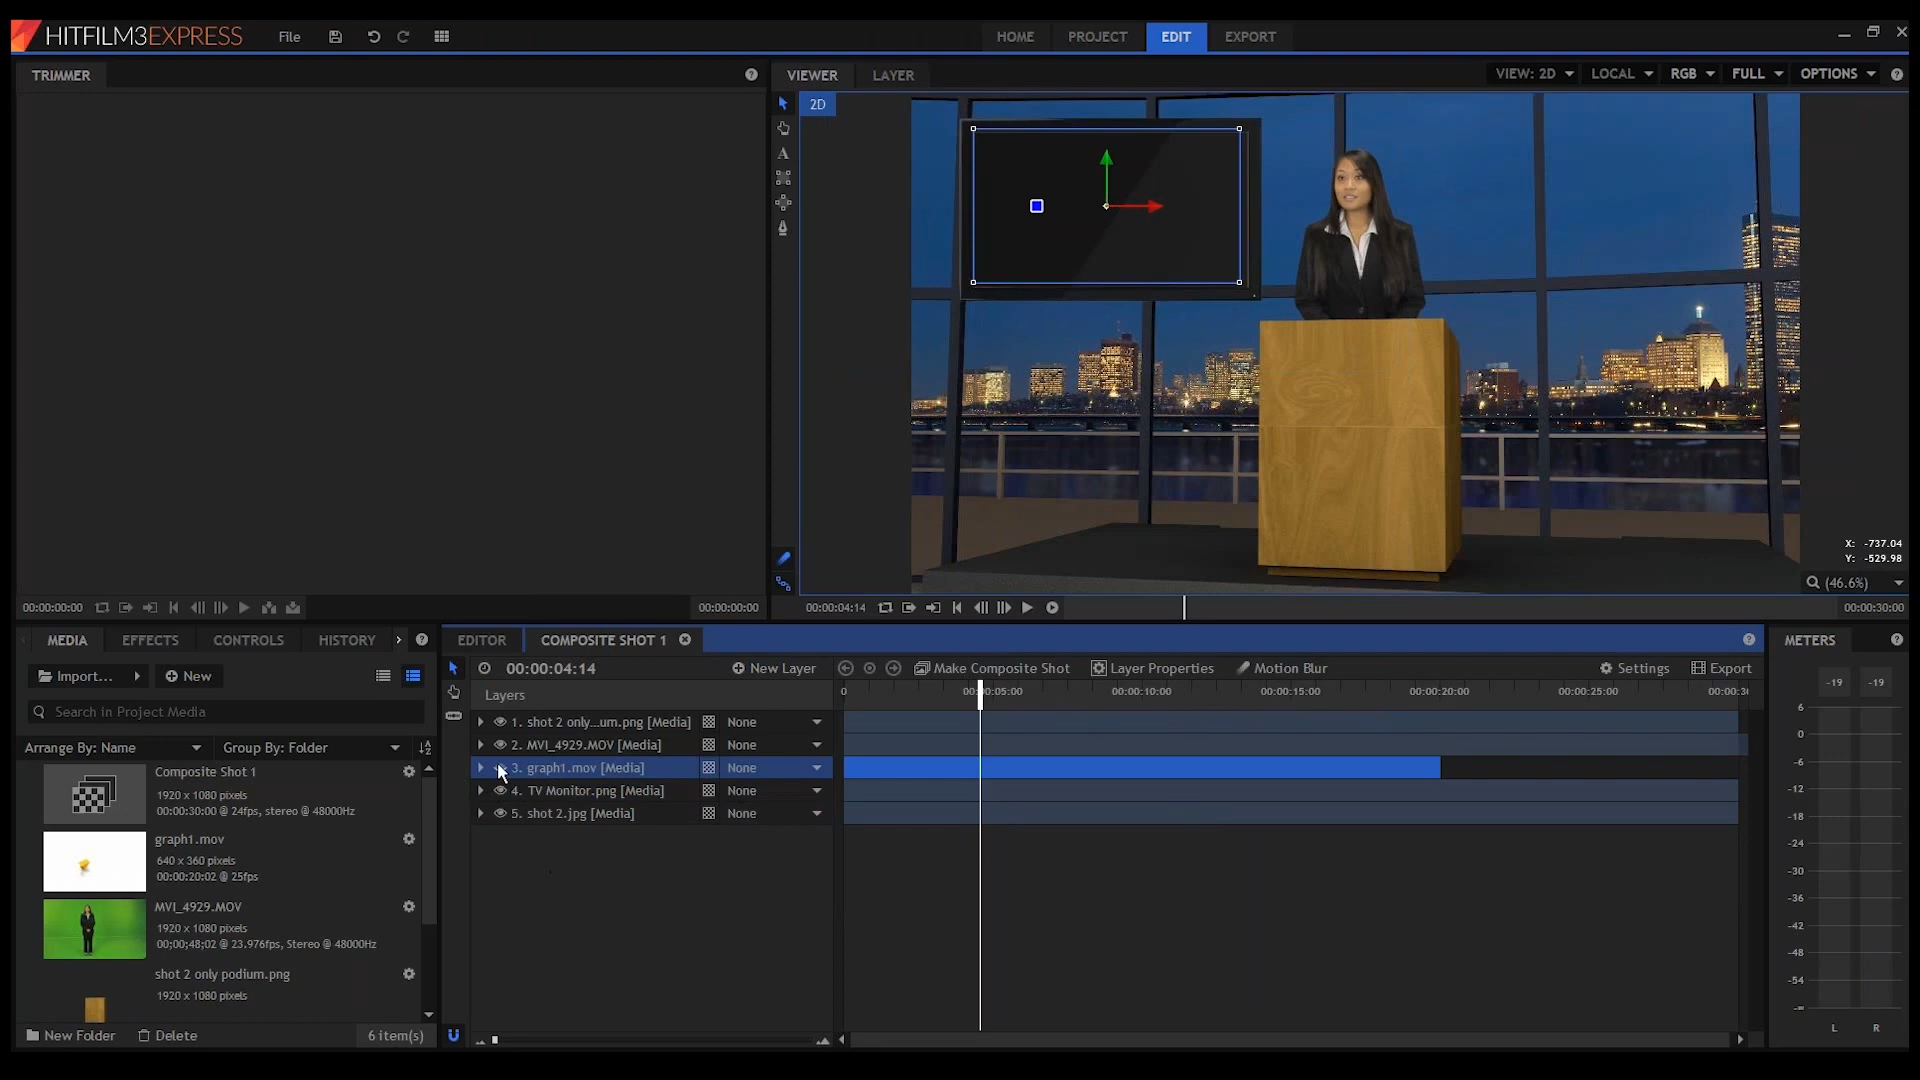 HITFILM3EXPRESS File HOME PROJECT EDIT EXPORT
TRIMMER VIEWER LAYER VIEW: 2D LOCAL RGB FULL OPTIONS
2D
A
X: -737.04
Y: -529.98
(46.6%)
00:00:00:00 00:00:00:00 00:00:04:14 00:00:30:00
MEDIA EFFECTS CONTROLS HISTORY EDITOR COMPOSITE SHOT 1 METERS
Import... New 00:00:04:14 New Layer Make Composite Shot Layer Properties Motion Blur Settings Export
Layers 0 00:00:05:00 00:00:10:00 00:00:15:00 00:00:20:00 00:00:25:00
Search in Project Media
1. shot 2 only...um.png [Media] None
2. MVI_4929.MOV [Media] None
3. graph1.mov [Media] None
4. TV Monitor.png [Media] None
5. shot 2.jpg [Media] None
Arrange By: Name Group By: Folder
Composite Shot 1
1920 x 1080 pixels
00:00:30:00 @ 24fps, stereo @ 48000Hz
graph1.mov
640 x 360 pixels
00:00:20:02 @ 25fps
MVI_4929.MOV
1920 x 1080 pixels
00;00;48;02 @ 23.976fps, Stereo @ 48000Hz
shot 2 only podium.png
1920 x 1080 pixels
New Folder Delete 6 item(s)
-19 -19
6
0
-6
-12
-18
-24
-30
-36
-42
-48
-54
-∞
L R